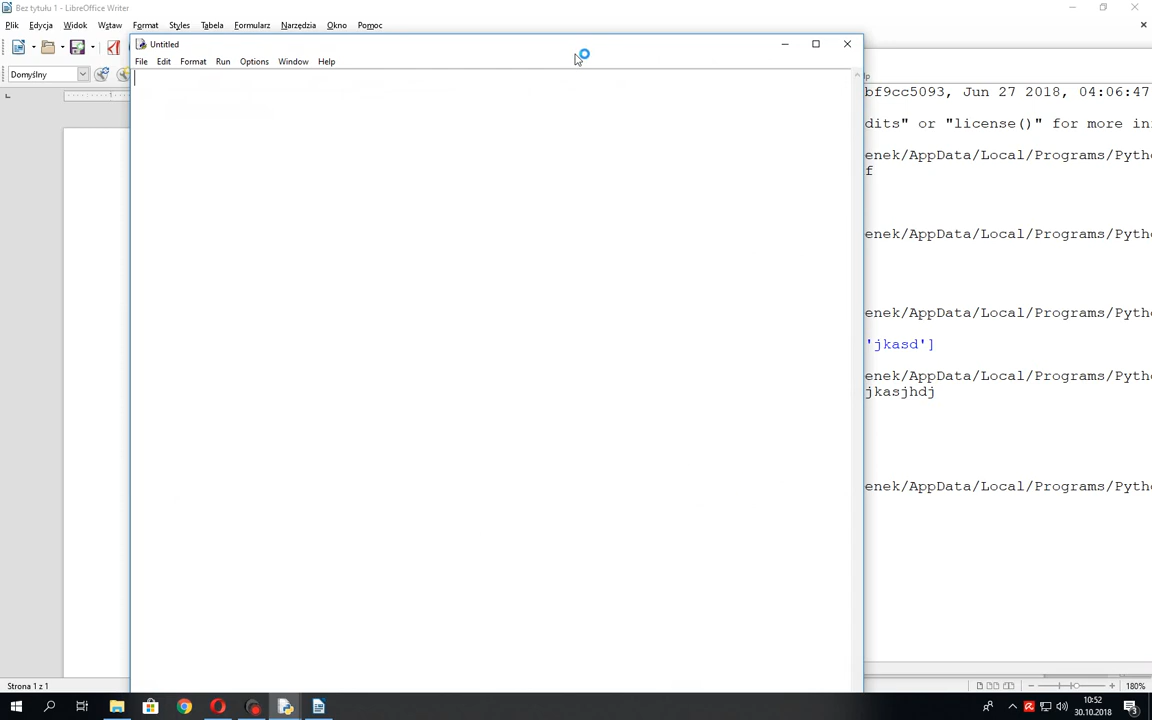 Bez tytułu 1 - LibreOffice Writer
Plik Edycja Widok Wstaw Format Styles Tabela Formularz Narzędzia Okno Pomoc
Untitled
File Edit Format Run Options Window Help
Domyślny
lp
bf9cc5093, Jun 27 2018, 04:06:47
dits" or "license()" for more in
enek/AppData/Local/Programs/Pyth
f
enek/AppData/Local/Programs/Pyth
enek/AppData/Local/Programs/Pyth
'jkasd']
enek/AppData/Local/Programs/Pyth
jkasjhdj
enek/AppData/Local/Programs/Pyth
Strona 1 z 1
180%
10:52
30.10.2018
3